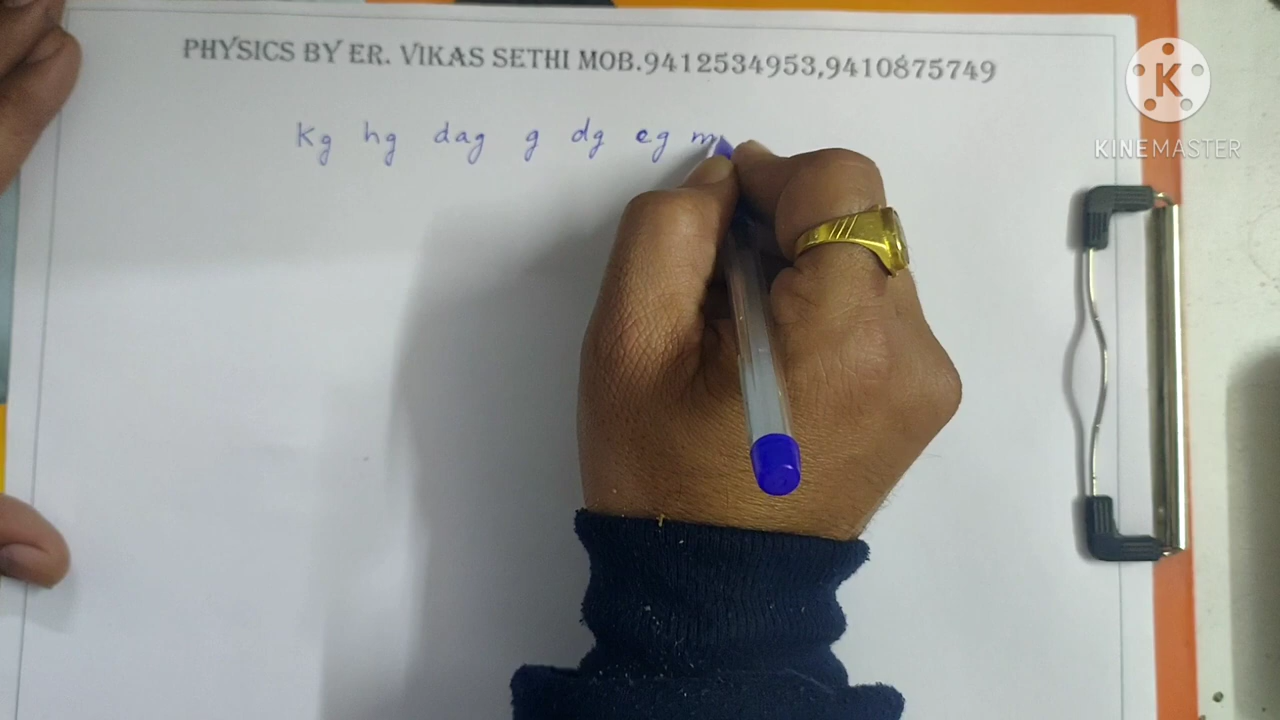 PHYSICS BY ER. VIKAS SETHI MOB.9412534953,9410875749
Kg hg dag g dg cg m
K
KINEMASTER